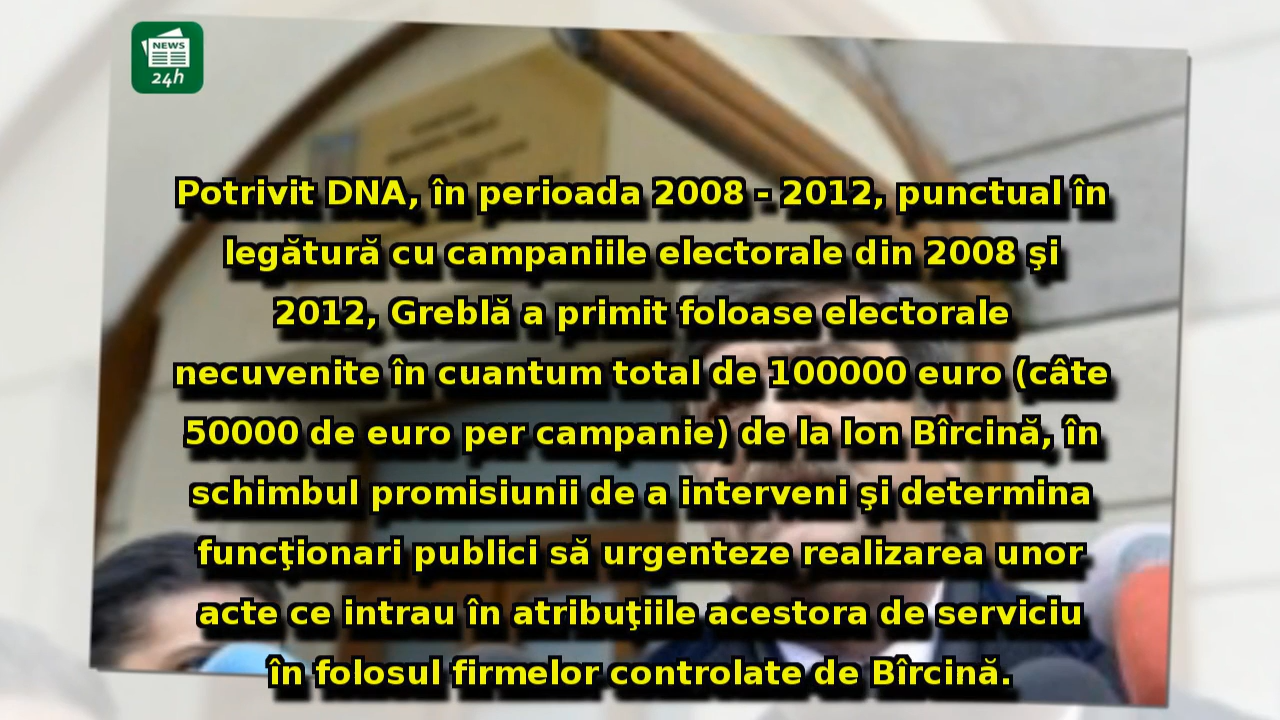 NEWS
24h
Potrivit DNA, în perioada 2008 - 2012, punctual în
legătură cu campaniile electorale din 2008 şi
2012, Greblă a primit foloase electorale
necuvenite în cuantum total de 100000 euro (câte
50000 de euro per campanie) de la Ion Bîrcină, în
schimbul promisiunii de a interveni şi determina
funcţionari publici să urgenteze realizarea unor
acte ce intrau în atribuţiile acestora de serviciu
în folosul firmelor controlate de Bîrcină.